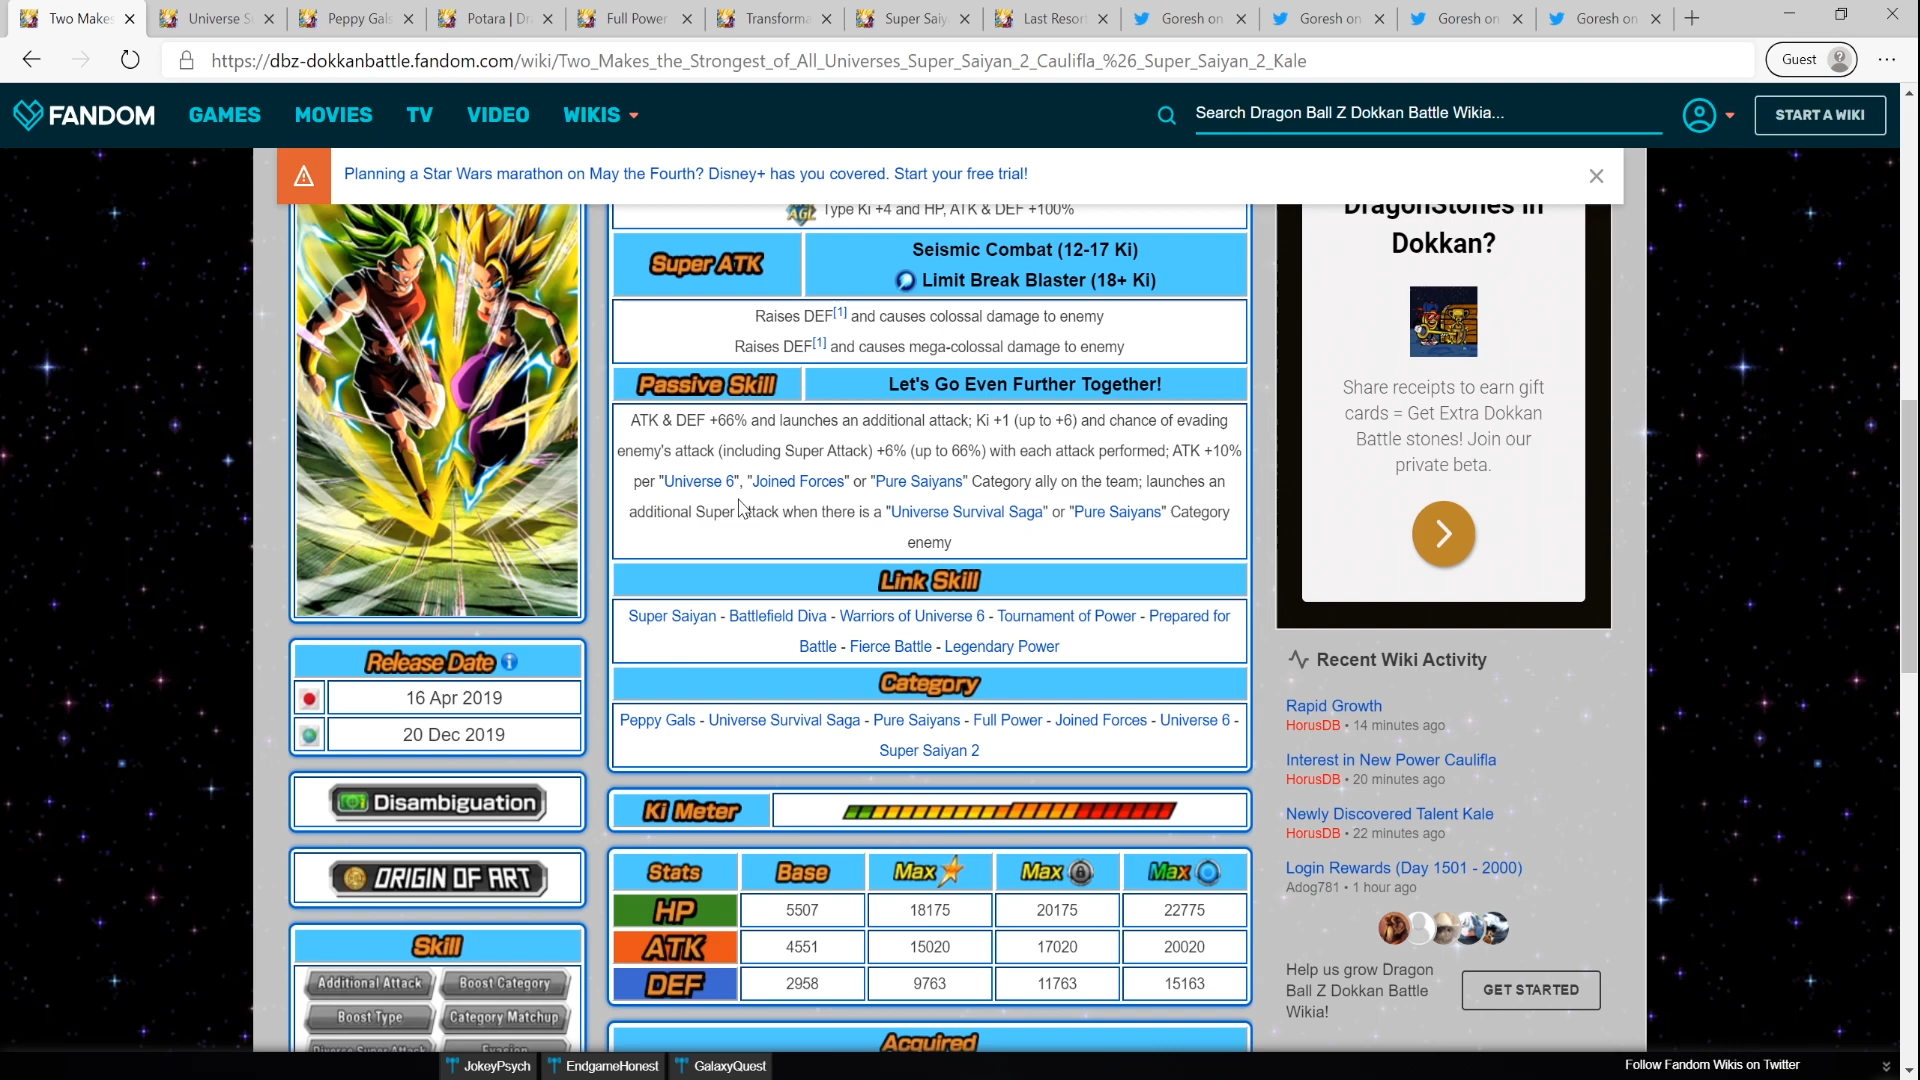 Two Makes
Universe S
Peppy Gals
Potara | Dr
Full Power
Transforma
Super Saiy
Last Resor
Goresh on
Goresh on
Goresh on
Goresh on
https://dbz-dokkanbattle.fandom.com/wiki/Two_Makes_the_Strongest_of_All_Universes_Super_Saiyan_2_Caulifla_%26_Super_Saiyan_2_Kale
Guest
FANDOM
GAMES
MOVIES
TV
VIDEO
WIKIS
Search Dragon Ball Z Dokkan Battle Wikia...
START A WIKI
Planning a Star Wars marathon on May the Fourth? Disney+ has you covered. Start your free trial!
AGL Type Ki +4 and HP, ATK & DEF +100%
Super ATK
Seismic Combat (12-17 Ki)
Limit Break Blaster (18+ Ki)
Raises DEF[1] and causes colossal damage to enemy
Raises DEF[1] and causes mega-colossal damage to enemy
Passive Skill
Let's Go Even Further Together!
ATK & DEF +66% and launches an additional attack; Ki +1 (up to +6) and chance of evading
enemy's attack (including Super Attack) +6% (up to 66%) with each attack performed; ATK +10%
per "Universe 6", "Joined Forces" or "Pure Saiyans" Category ally on the team; launches an
additional Super Attack when there is a "Universe Survival Saga" or "Pure Saiyans" Category
enemy
Link Skill
Super Saiyan - Battlefield Diva - Warriors of Universe 6 - Tournament of Power - Prepared for
Battle - Fierce Battle - Legendary Power
Category
Peppy Gals - Universe Survival Saga - Pure Saiyans - Full Power - Joined Forces - Universe 6 -
Super Saiyan 2
Ki Meter
Stats Base Max Max Max
HP 5507 18175 20175 22775
ATK 4551 15020 17020 20020
DEF 2958 9763 11763 15163
Acquired
Release Date
16 Apr 2019
20 Dec 2019
Disambiguation
ORIGIN OF ART
Skill
Additional Attack
Boost Category
Boost Type
Category Matchup
Diverse Super Attack
Evasion
DragonStones in
Dokkan?
Share receipts to earn gift
cards = Get Extra Dokkan
Battle stones! Join our
private beta.
Recent Wiki Activity
Rapid Growth
HorusDB • 14 minutes ago
Interest in New Power Caulifla
HorusDB • 20 minutes ago
Newly Discovered Talent Kale
HorusDB • 22 minutes ago
Login Rewards (Day 1501 - 2000)
Adog781 • 1 hour ago
Help us grow Dragon
Ball Z Dokkan Battle
Wikia!
GET STARTED
JokeyPsych
EndgameHonest
GalaxyQuest
Follow Fandom Wikis on Twitter